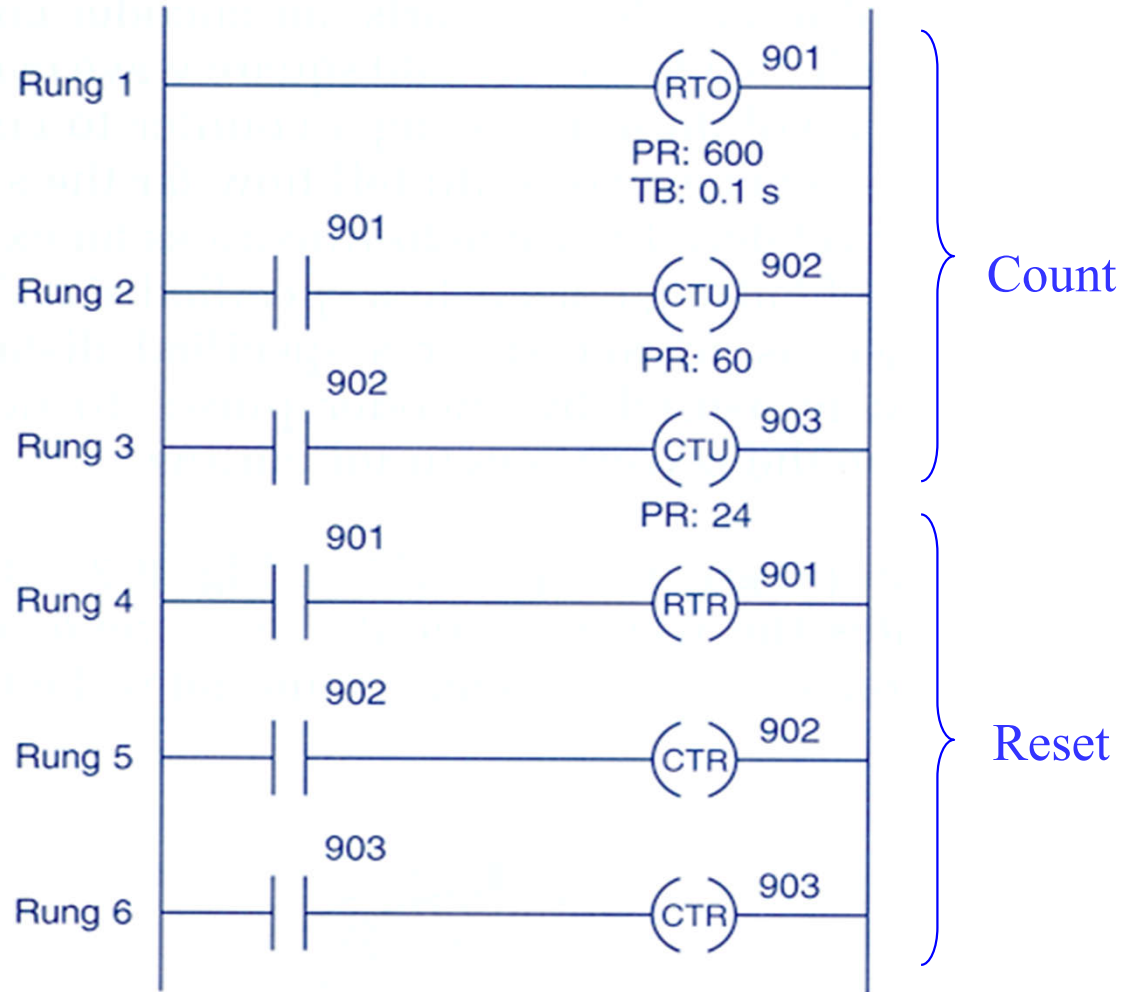 901
Rung 1 RTO
PR: 600
TB: 0.1 s
901 902
Rung 2 CTU
PR: 60
902 903
Rung 3 CTU
PR: 24
Count
901 901
Rung 4 RTR
902 902
Rung 5 CTR
903 903
Rung 6 CTR
Reset